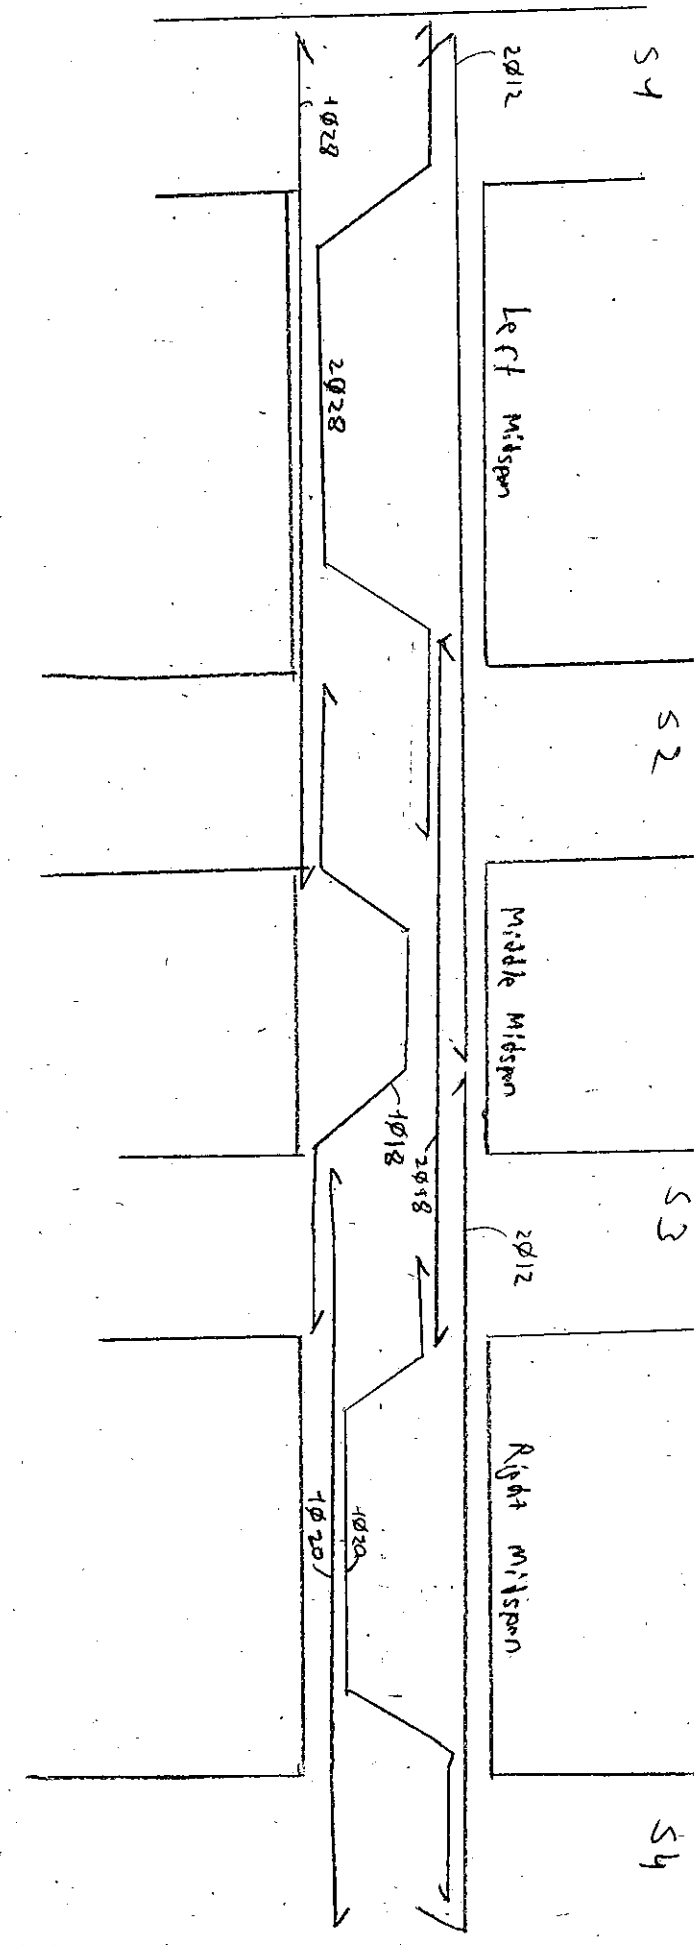 S1
2Ø12
1Ø28
Left Midspan
2Ø28
S2
Middle Midspan
1Ø18
2Ø18
S3
2Ø12
Right Midspan
1Ø20
1Ø20
S4